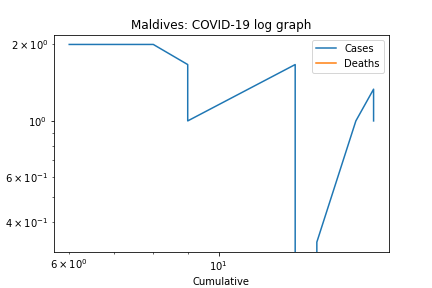 Maldives: COVID-19 log graph
Cases
Deaths
2 × 10⁰
10⁰
6 × 10⁻¹
4 × 10⁻¹
6 × 10⁰
10¹
Cumulative